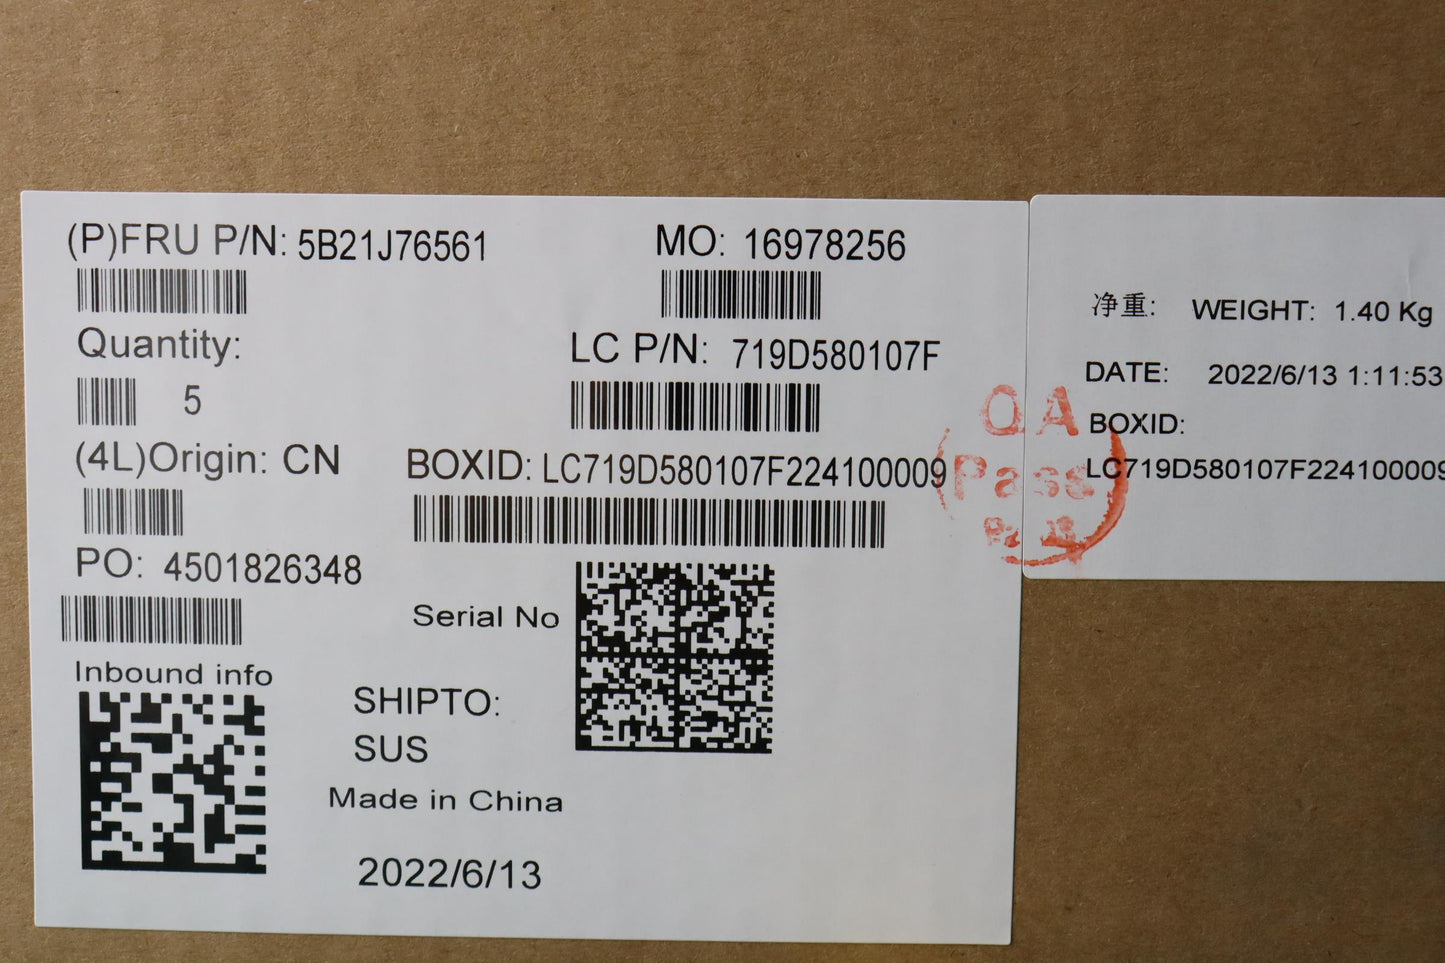 (P)FRU P/N: 5B21J76561
MO: 16978256
Quantity:
5
LC P/N: 719D580107F
(4L)Origin: CN
BOXID: LC719D580107F224100009
PO: 4501826348
Serial No
Inbound info
SHIPTO:
SUS
Made in China
2022/6/13
净重: WEIGHT: 1.40 Kg
DATE: 2022/6/13 1:11:53
BOXID:
LC719D580107F224100009
QA
Pass